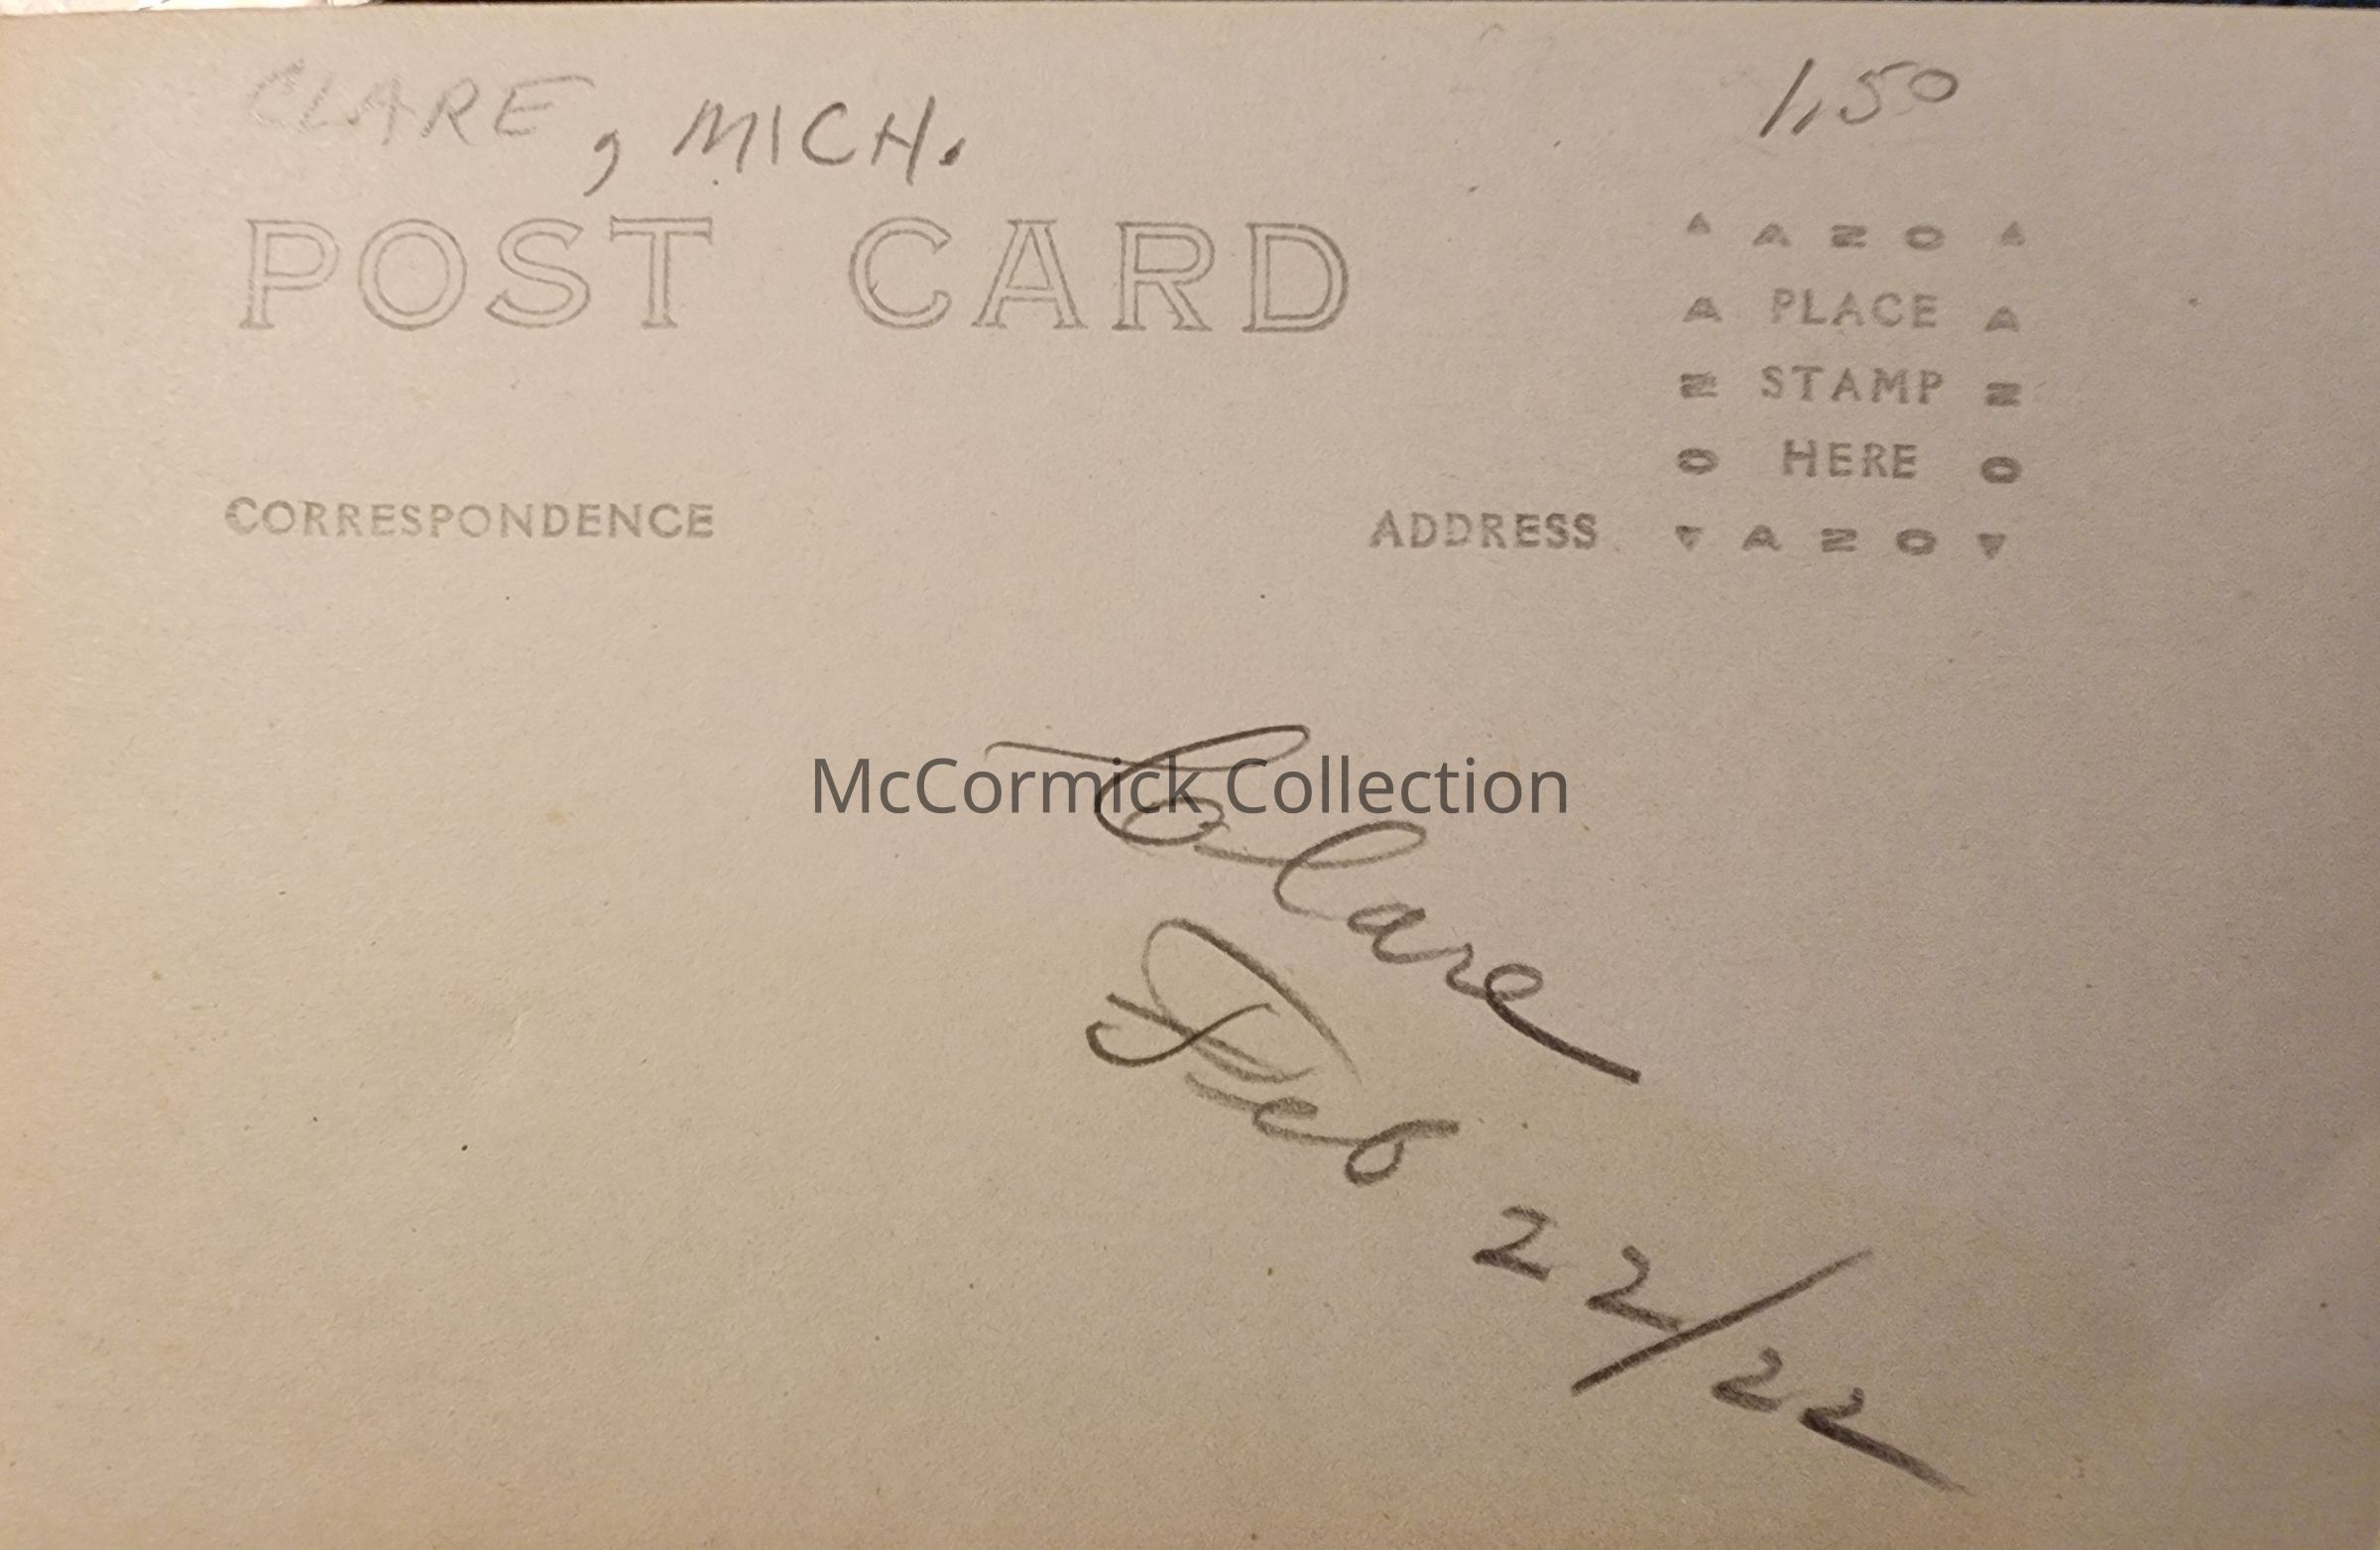 CLARE, MICH.
1,50
POST CARD
▲ A Z O ▲
A PLACE A
Z STAMP Z
O HERE O
▼ A Z O ▼
CORRESPONDENCE
ADDRESS
McCormick Collection
Clare
Feb 22/22